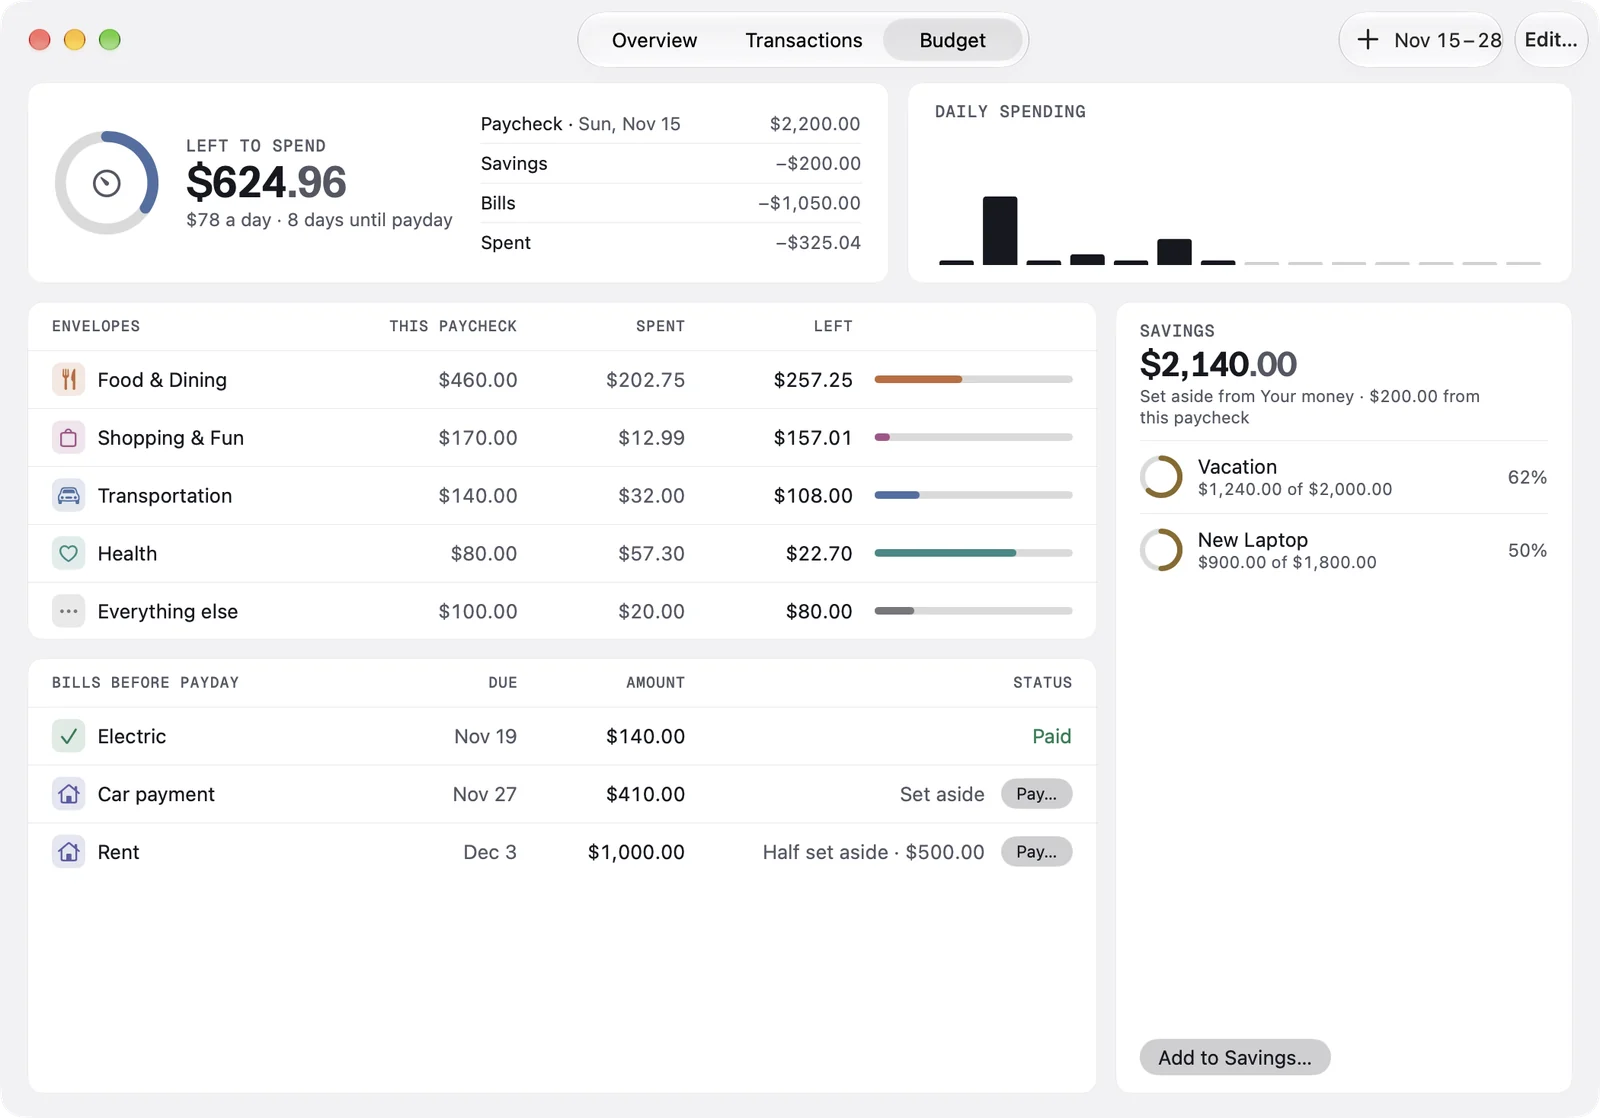 Overview Transactions Budget
Nov 15–28 Edit...
LEFT TO SPEND
$624.96
$78 a day · 8 days until payday
Paycheck · Sun, Nov 15 $2,200.00
Savings –$200.00
Bills –$1,050.00
Spent –$325.04
DAILY SPENDING
ENVELOPES THIS PAYCHECK SPENT LEFT
Food & Dining $460.00 $202.75 $257.25
Shopping & Fun $170.00 $12.99 $157.01
Transportation $140.00 $32.00 $108.00
Health $80.00 $57.30 $22.70
Everything else $100.00 $20.00 $80.00
BILLS BEFORE PAYDAY DUE AMOUNT STATUS
Electric Nov 19 $140.00 Paid
Car payment Nov 27 $410.00 Set aside Pay...
Rent Dec 3 $1,000.00 Half set aside · $500.00 Pay...
SAVINGS
$2,140.00
Set aside from Your money · $200.00 from
this paycheck
Vacation
$1,240.00 of $2,000.00
62%
New Laptop
$900.00 of $1,800.00
50%
Add to Savings...